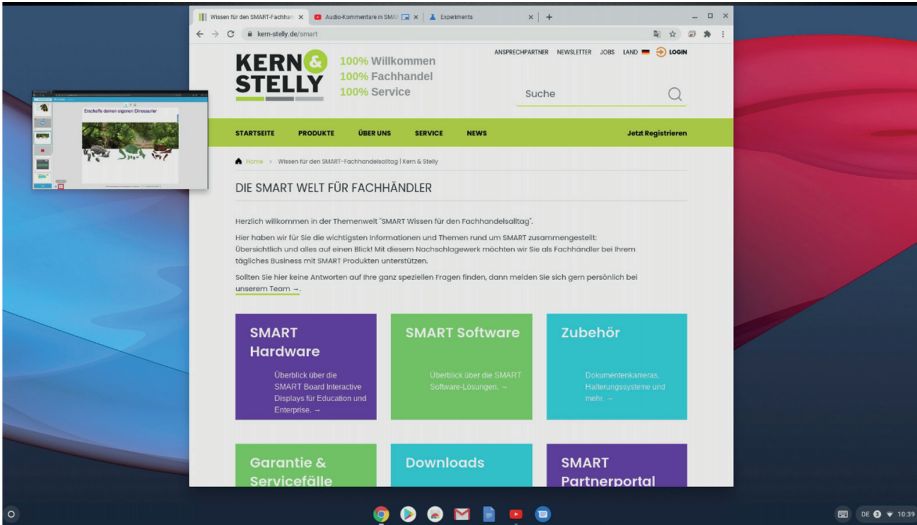 Wissen für den SMART-Fachhan
Audio-Kommentare in SMAR
Experiments
kern-stelly.de/smart
ANSPRECHPARTNER NEWSLETTER JOBS LAND LOGIN
KERN &
STELLY
100% Willkommen
100% Fachhandel
100% Service
Suche
STARTSEITE PRODUKTE ÜBER UNS SERVICE NEWS Jetzt Registrieren
Home > Wissen für den SMART-Fachhandelsalltag | Kern & Stelly
Erschaffe deinen eigenen Dinosaurier
DIE SMART WELT FÜR FACHHÄNDLER
Herzlich willkommen in der Themenwelt "SMART Wissen für den Fachhandelsalltag".
Hier haben wir für Sie die wichtigsten Informationen und Themen rund um SMART zusammengestellt:
Übersichtlich und alles auf einen Blick! Mit diesem Nachschlagewerk möchten wir Sie als Fachhändler bei Ihrem
tägliches Business mit SMART Produkten unterstützen.
Sollten Sie hier keine Antworten auf Ihre ganz speziellen Fragen finden, dann melden Sie sich gern persönlich bei
unserem Team →.
SMART
Hardware
Überblick über die
SMART Board Interactive
Displays für Education und
Enterprise. →
SMART Software
Überblick über die SMART
Software-Lösungen. →
Zubehör
Dokumentenkameras,
Halterungssysteme und
mehr. →
Garantie &
Servicefälle
Downloads
SMART
Partnerportal
DE 10:39